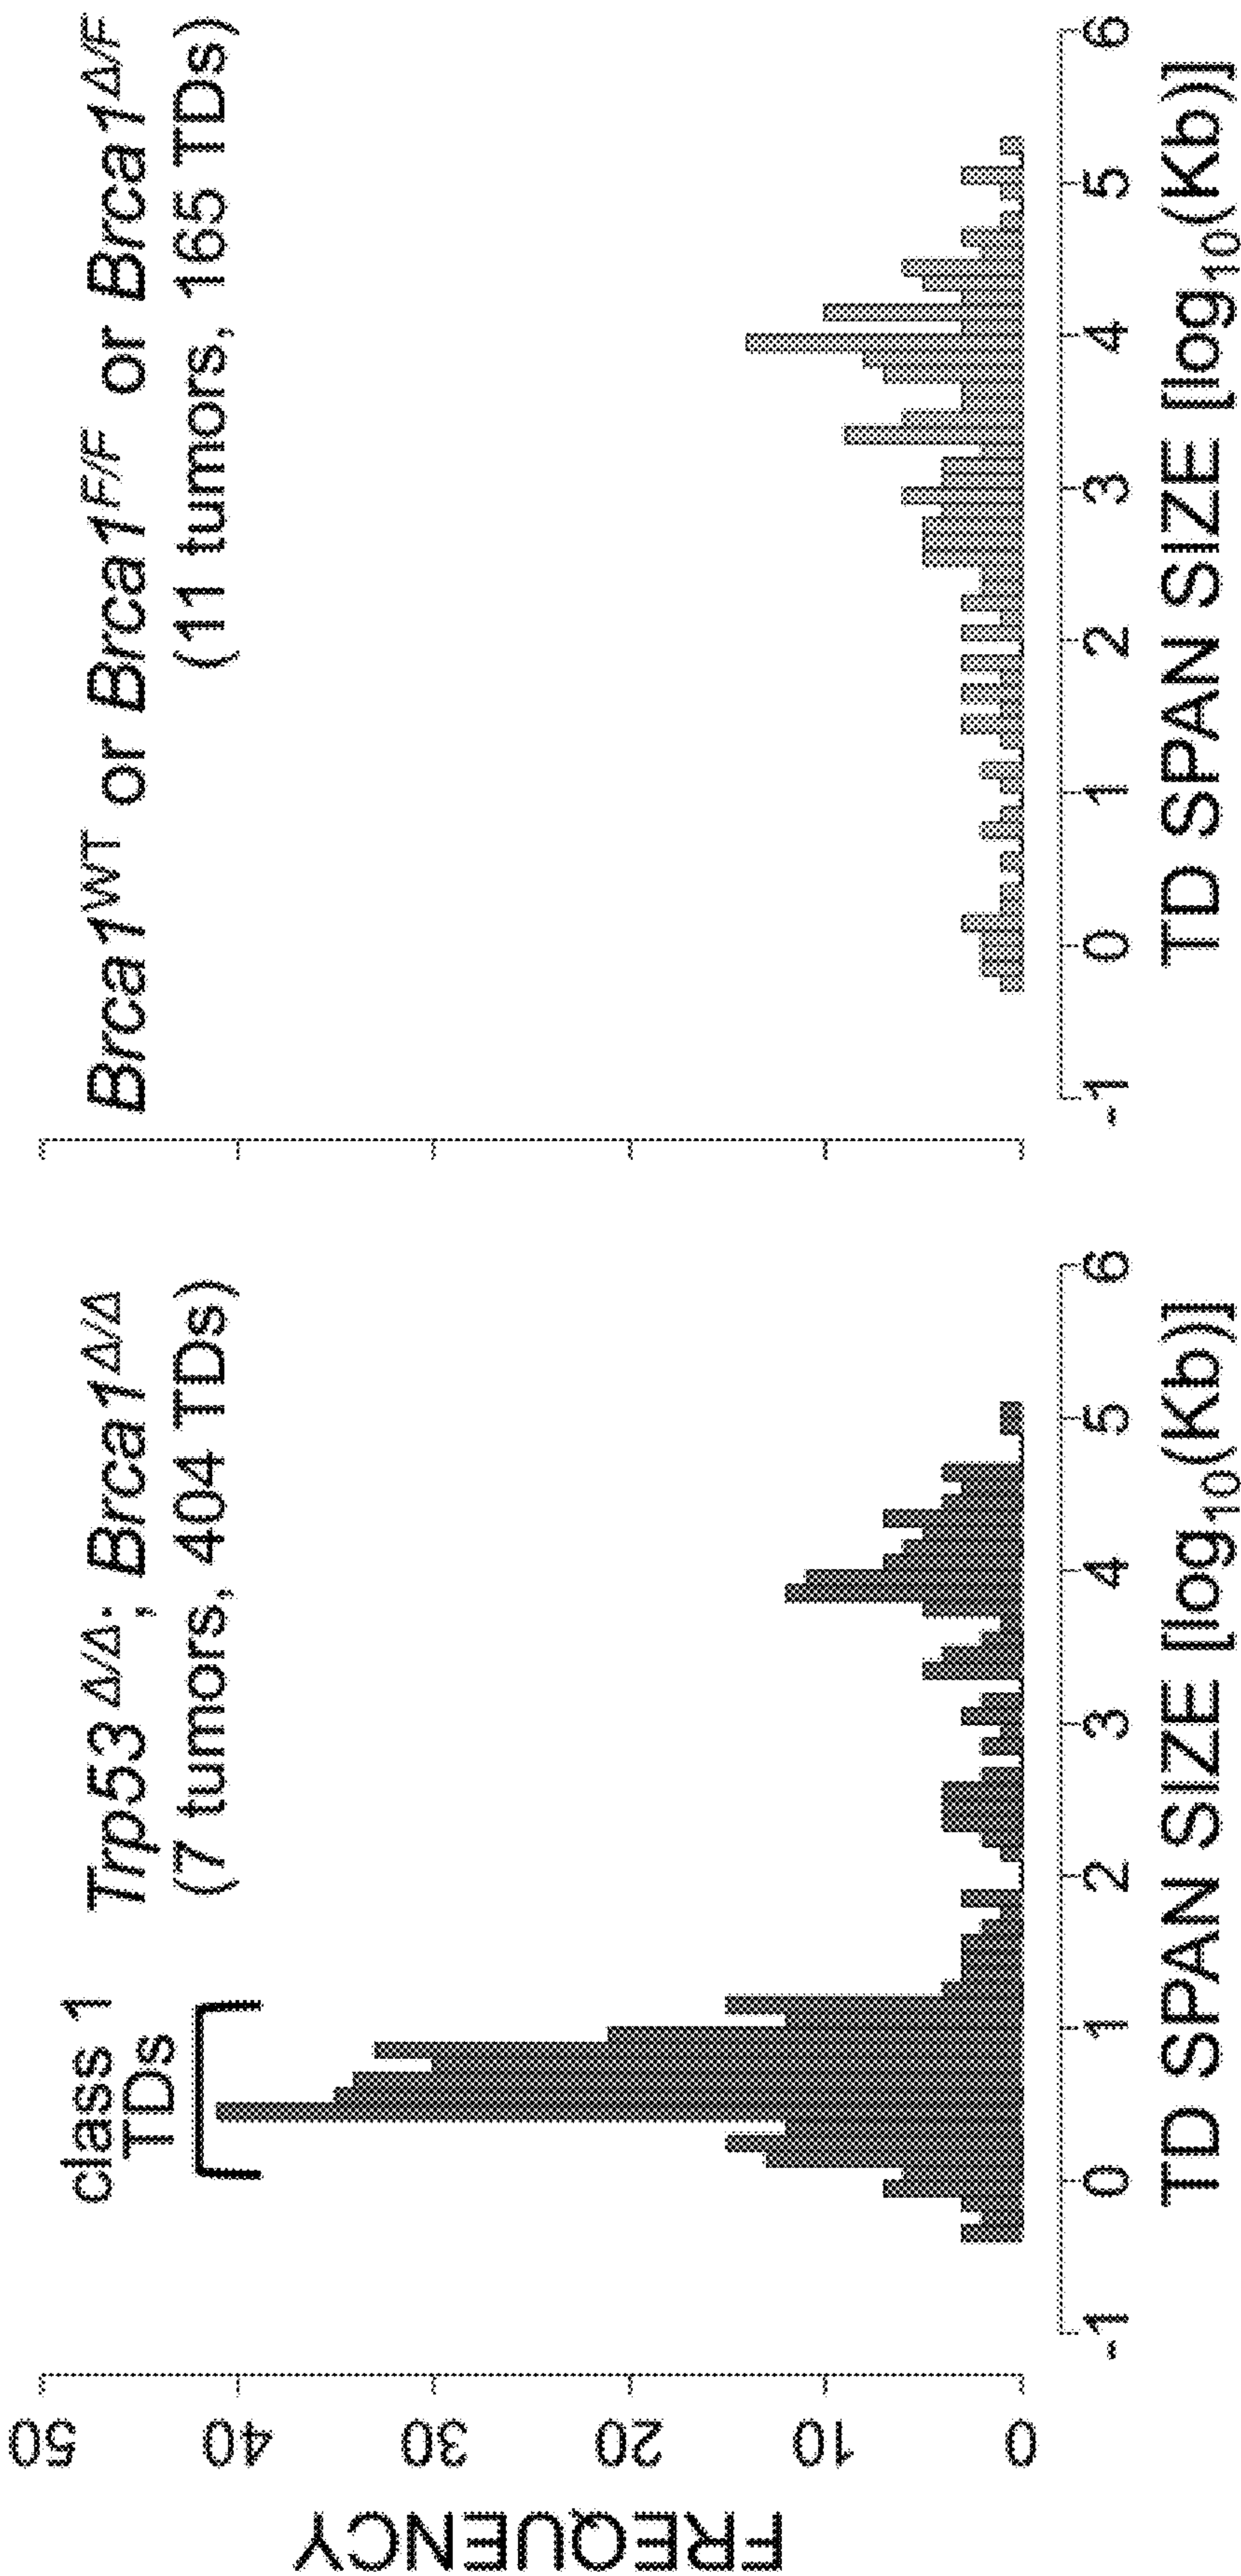 class 1
TDs
Trp53 Δ/Δ; Brca1Δ/Δ
(7 tumors, 404 TDs)
Brca1WT or Brca1F/F or Brca1Δ/F
(11 tumors, 165 TDs)
FREQUENCY
50
40
30
20
10
0
-1 0 1 2 3 4 5 6
TD SPAN SIZE [log10(Kb)]
-1 0 1 2 3 4 5 6
TD SPAN SIZE [log10(Kb)]